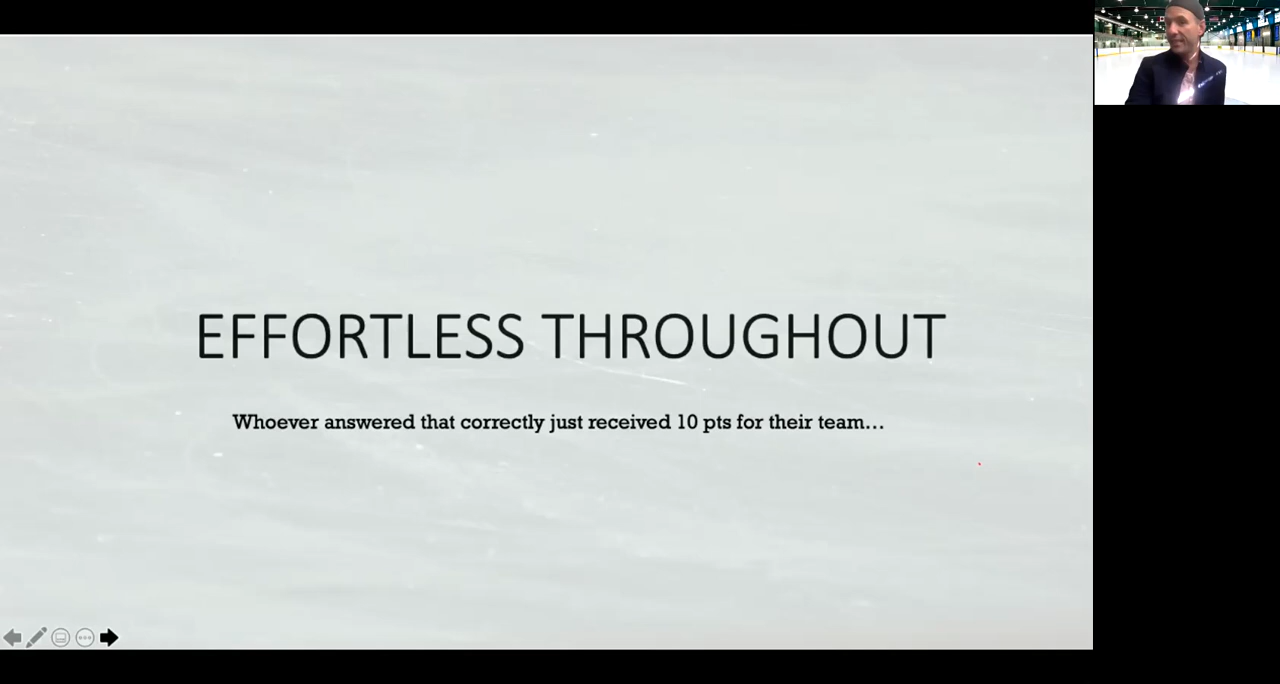 EFFORTLESS THROUGHOUT
Whoever answered that correctly just received 10 pts for their team…